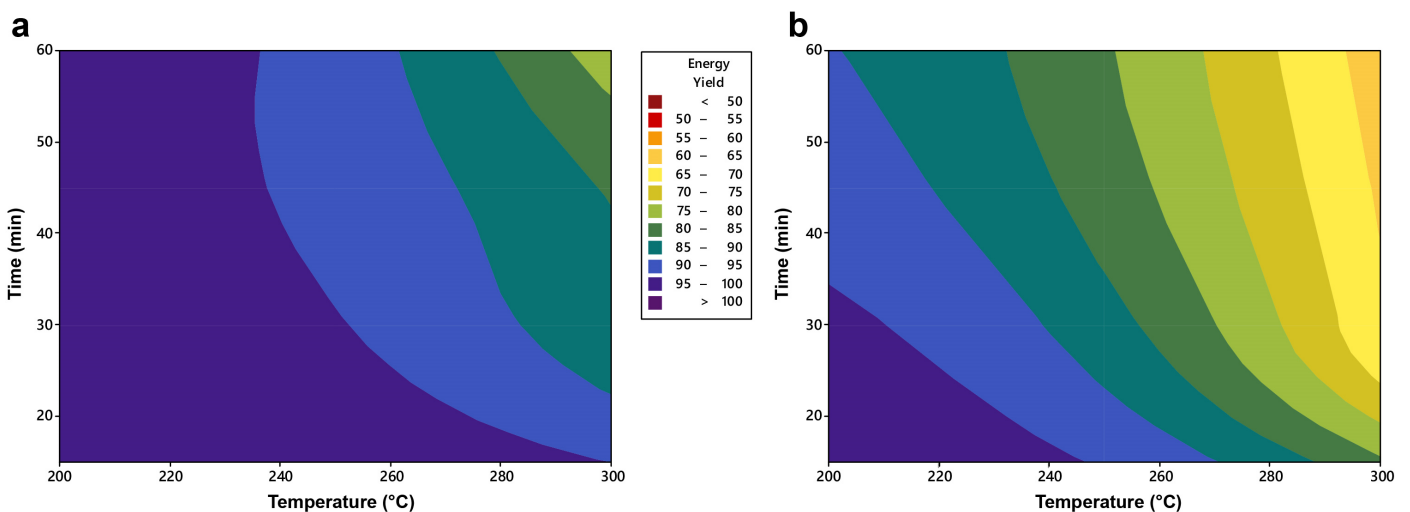 a
Time (min)
60
50
40
30
20
200 220 240 260 280 300
Temperature (°C)
Energy
Yield
< 50
50 – 55
55 – 60
60 – 65
65 – 70
70 – 75
75 – 80
80 – 85
85 – 90
90 – 95
95 – 100
> 100
b
Time (min)
60
50
40
30
20
200 220 240 260 280 300
Temperature (°C)